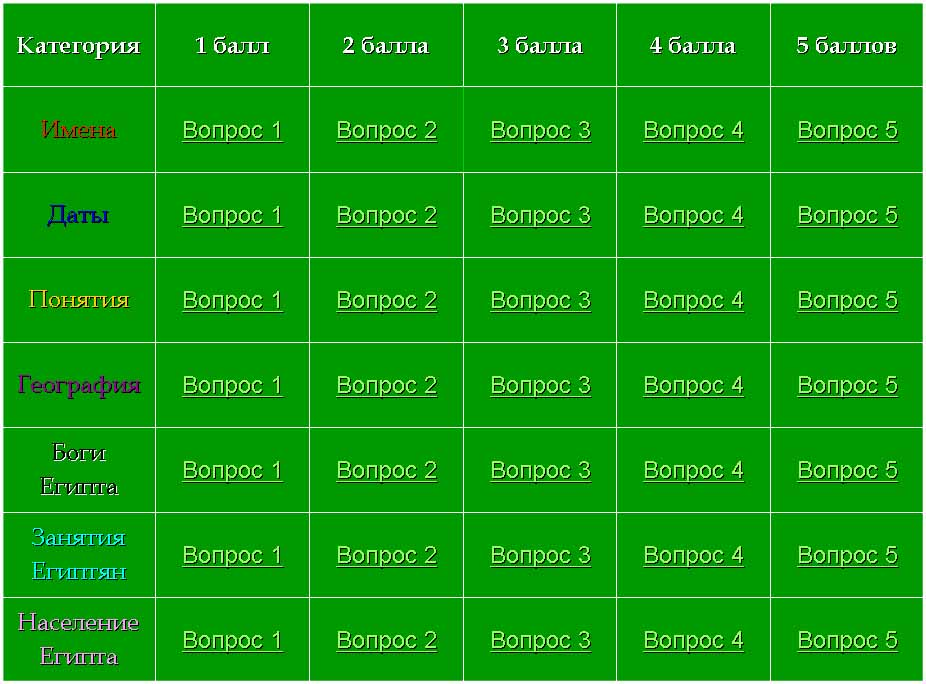 Категория 1 балл 2 балла 3 балла 4 балла 5 баллов
Имена Вопрос 1 Вопрос 2 Вопрос 3 Вопрос 4 Вопрос 5
Даты Вопрос 1 Вопрос 2 Вопрос 3 Вопрос 4 Вопрос 5
Понятия Вопрос 1 Вопрос 2 Вопрос 3 Вопрос 4 Вопрос 5
География Вопрос 1 Вопрос 2 Вопрос 3 Вопрос 4 Вопрос 5
Боги
Египта Вопрос 1 Вопрос 2 Вопрос 3 Вопрос 4 Вопрос 5
Занятия
Египтян Вопрос 1 Вопрос 2 Вопрос 3 Вопрос 4 Вопрос 5
Население
Египта Вопрос 1 Вопрос 2 Вопрос 3 Вопрос 4 Вопрос 5